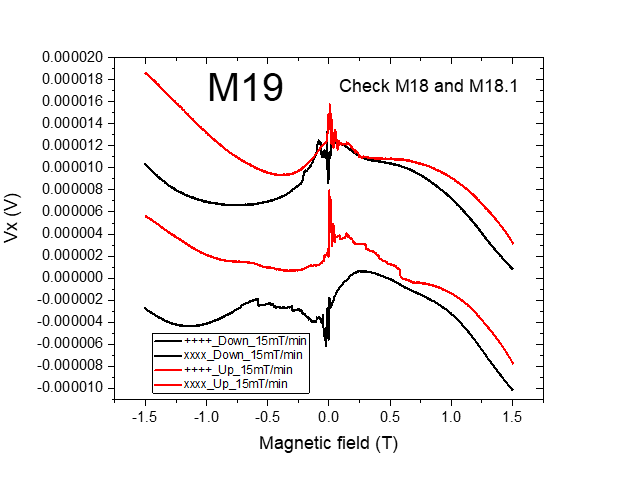 M19
Check M18 and M18.1
0.000020
0.000018
0.000016
0.000014
0.000012
0.000010
0.000008
0.000006
0.000004
0.000002
0.000000
-0.000002
-0.000004
-0.000006
-0.000008
-0.000010
Vx (V)
++++_Down_15mT/min
xxxx_Down_15mT/min
++++_Up_15mT/min
xxxx_Up_15mT/min
-1.5 -1.0 -0.5 0.0 0.5 1.0 1.5
Magnetic field (T)